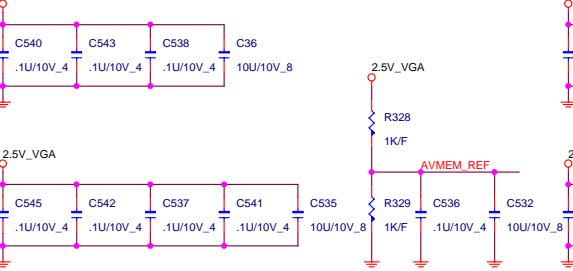 C540 C543 C538 C36
.1U/10V_4 .1U/10V_4 .1U/10V_4 10U/10V_8
2.5V_VGA
R328
1K/F
2.5V_VGA
AVMEM_REF
C545 C542 C537 C541 C535 R329 C536 C532
.1U/10V_4 .1U/10V_4 .1U/10V_4 .1U/10V_4 10U/10V_8 1K/F .1U/10V_4 10U/10V_8